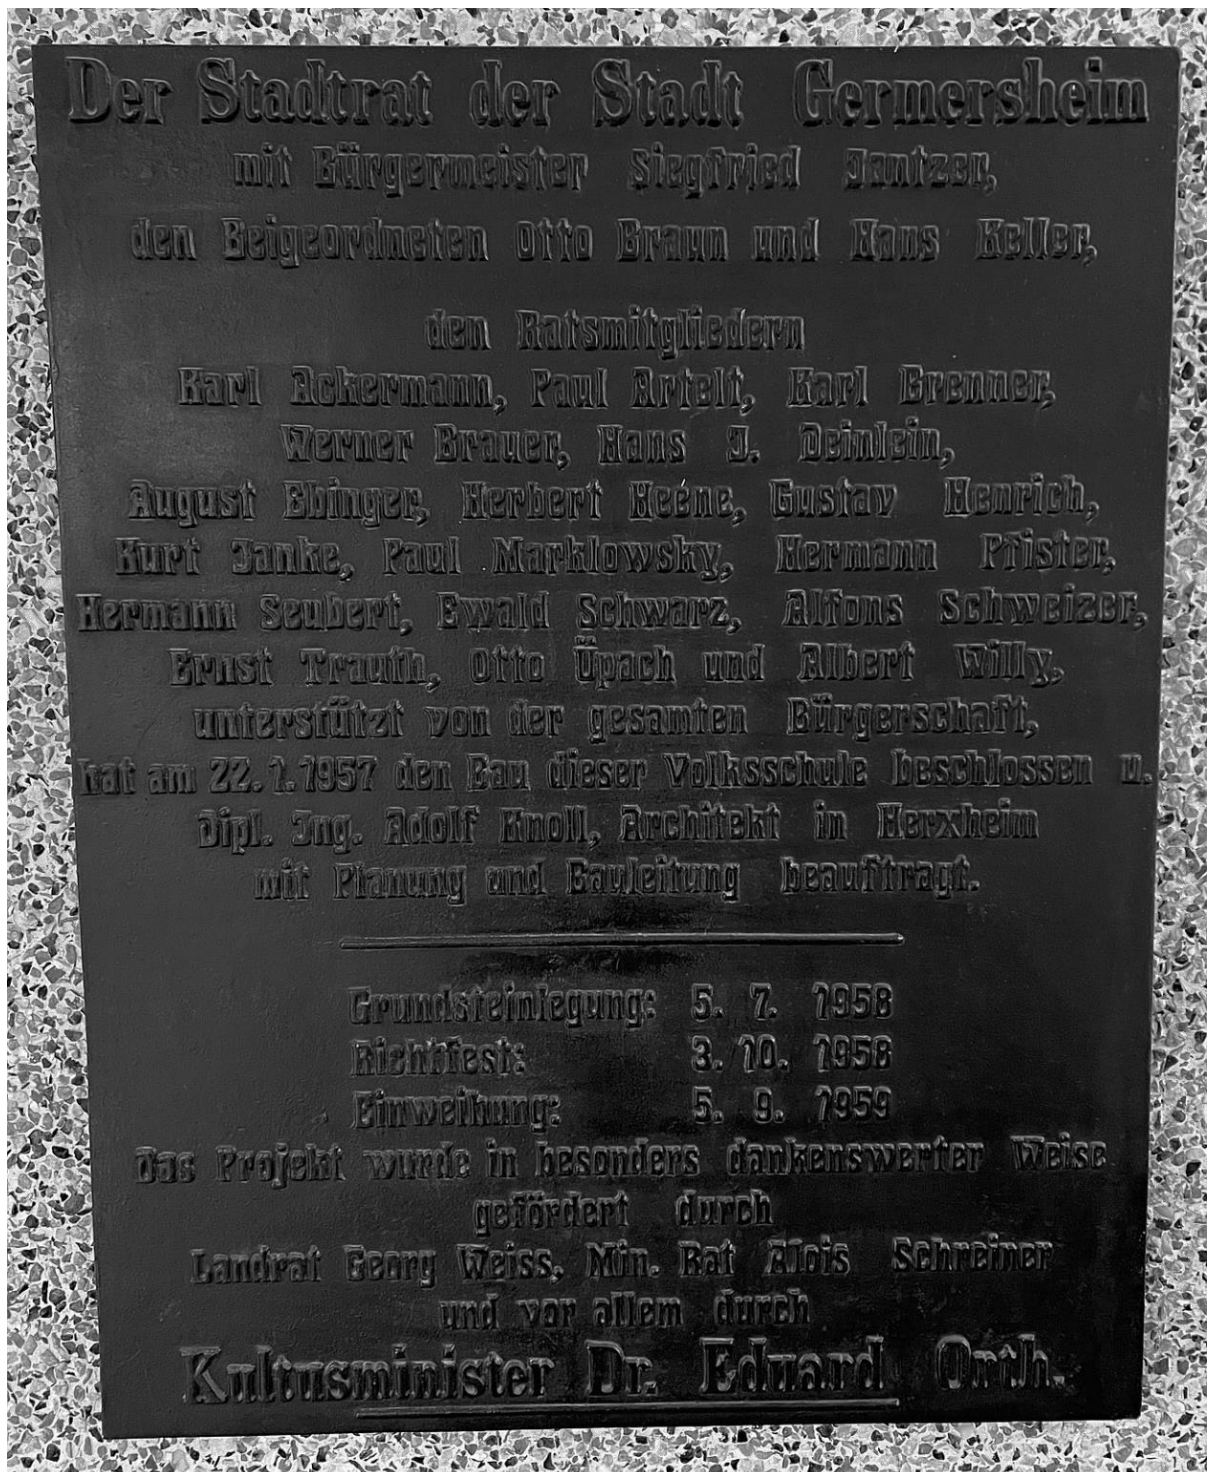 Der Stadtrat der Stadt Germersheim
mit Bürgermeister Siegfried Jantzer,
den Beigeordneten Otto Braun und Hans Keller,
den Ratsmitgliedern
Karl Ackermann, Paul Artelt, Karl Brenner,
Werner Brauer, Hans J. Deinlein,
August Ebinger, Herbert Heene, Gustav Henrich,
Kurt Janke, Paul Marklowsky, Hermann Pfister,
Hermann Seubert, Ewald Schwarz, Alfons Schweizer,
Ernst Trauth, Otto Üpach und Albert Willy,
unterstützt von der gesamten Bürgerschaft,
hat am 22. 1. 1957 den Bau dieser Volksschule beschlossen u.
Dipl. Jng. Adolf Knoll, Architekt in Herxheim
mit Planung und Bauleitung beauftragt.
Grundsteinlegung: 5. 7. 1958
Richtfest: 3. 10. 1958
Einweihung: 5. 9. 1959
Das Projekt wurde in besonders dankenswerter Weise
gefördert durch
Landrat Georg Weiss, Min. Rat Alois Schreiner
und vor allem durch
Kultusminister Dr. Eduard Orth.